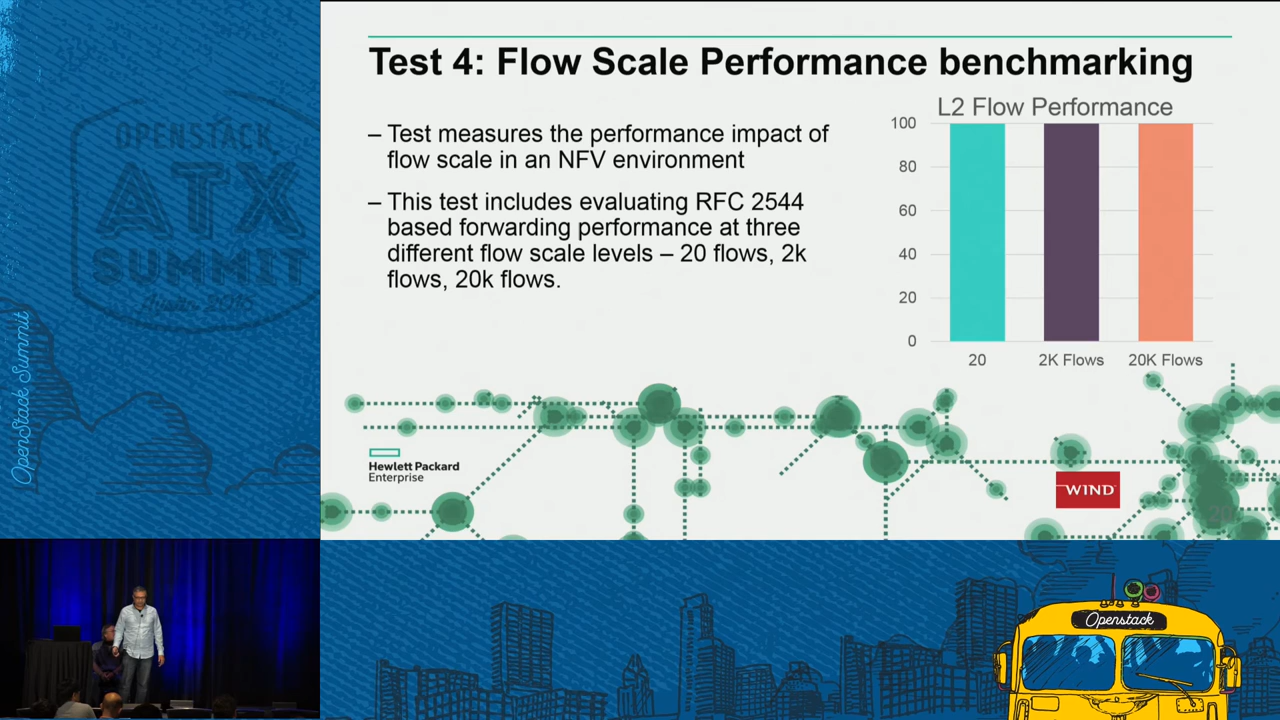 Test 4: Flow Scale Performance benchmarking
– Test measures the performance impact of
flow scale in an NFV environment
– This test includes evaluating RFC 2544
based forwarding performance at three
different flow scale levels – 20 flows, 2k
flows, 20k flows.
L2 Flow Performance
100
80
60
40
20
0
20
2K Flows
20K Flows
Hewlett Packard
Enterprise
WIND
20
OPENSTACK
ATX
SUMMIT
OpenStack Summit
Openstack